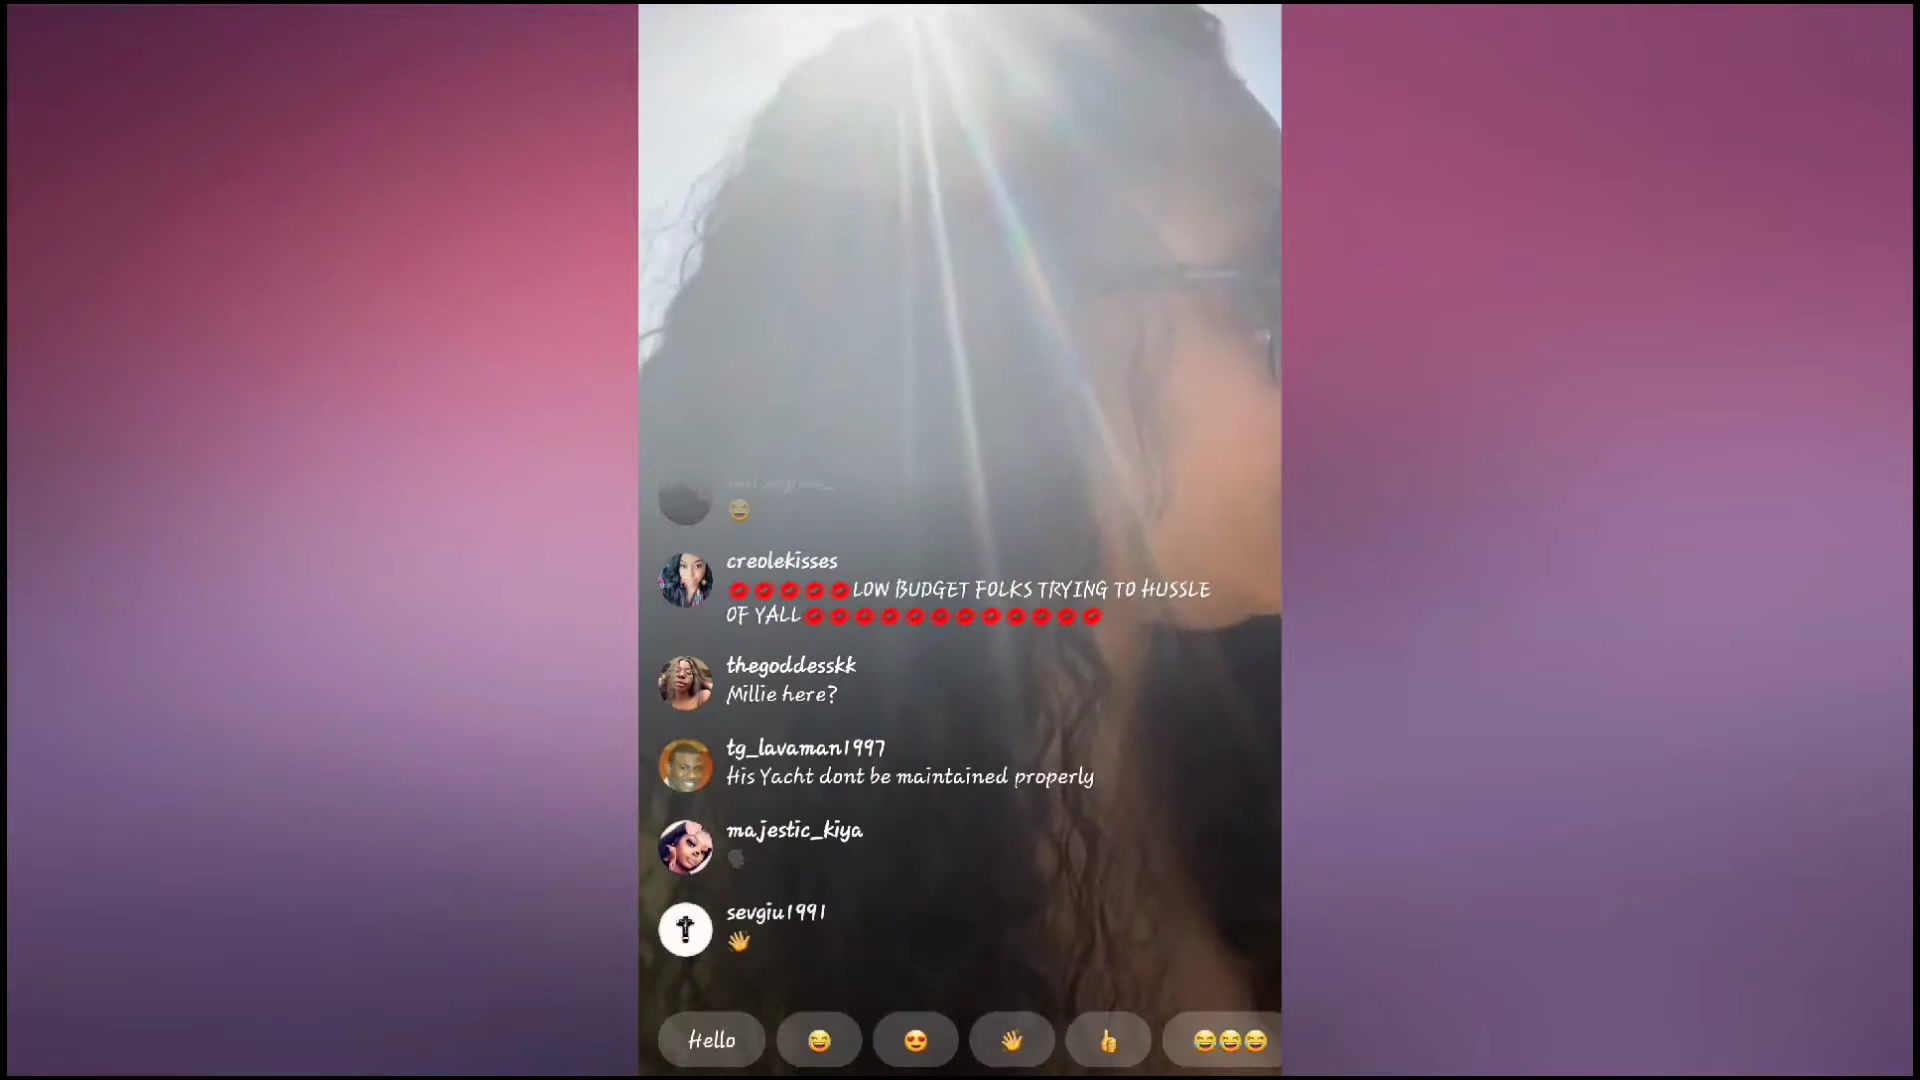 creolekisses
💋💋💋💋💋LOW BUDGET FOLKS TRYING TO HUSSLE
OF YALL💋💋💋💋💋💋💋💋💋💋💋💋
thegoddesskk
Millie here?
tg_lavaman1997
His Yacht dont be maintained properly
majestic_kiya
sevgiu1991
👋
Hello 😂 😍 👋 👍 😂😂😂